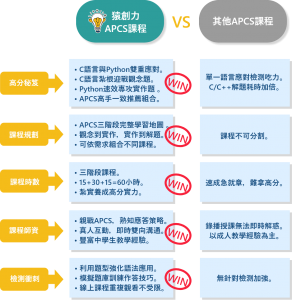 猿創力
APCS課程
VS
其他APCS課程
高分秘笈
• C語言與Python雙重應對。
• C語言紮根迎戰觀念題。
• Python速效專攻實作題。
• APCS高手一致推薦組合。
WIN
單一語言應對檢測吃力。
C/C++解題耗時加倍。
課程規劃
• APCS三階段完整學習地圖
• 觀念到實作，實作到解題。
• 可依需求組合不同課程。
WIN
課程不可分割。
課程時數
• 三階段課程。
• 15+30+15=60小時。
• 紮實養成高分實力。
WIN
速成急就章，難拿高分。
課程師資
• 親戰APCS，熟知應答策略。
• 真人互動，即時雙向溝通。
• 豐富中學生教學經驗。
WIN
錄播授課無法即時解惑。
以成人教學經驗為主。
檢測衝刺
• 利用題型強化語法應用。
• 模擬題庫訓練作答技巧。
• 線上課程重複觀看不受限。
WIN
無針對檢測加強。